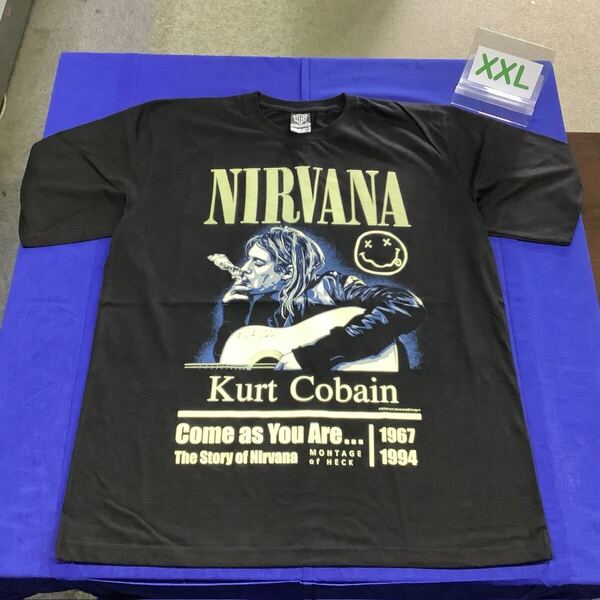 XXL
NIRVANA
Kurt Cobain
Come as You Are... 1967
The Story of Nirvana MONTAGE of HECK 1994